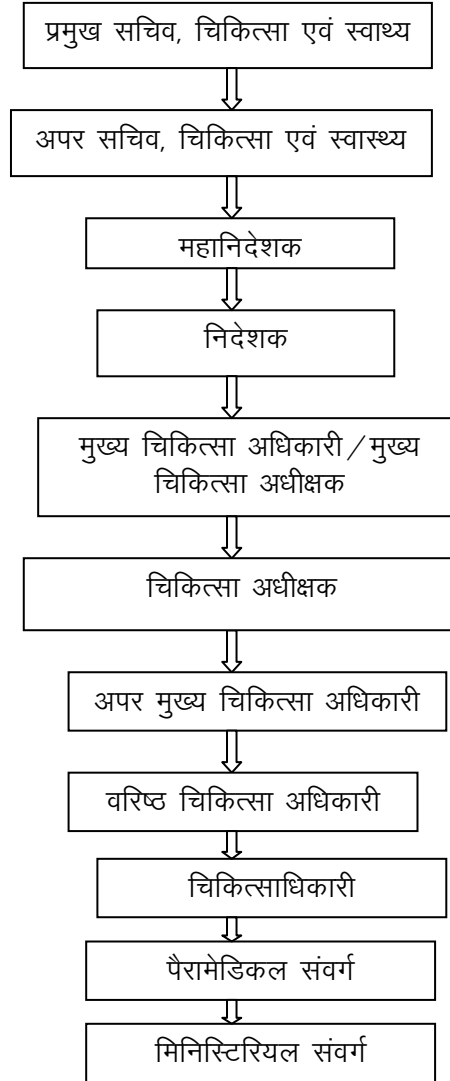 प्रमुख सचिव, चिकित्सा एवं स्वाथ्य
अपर सचिव, चिकित्सा एवं स्वास्थ्य
महानिदेशक
निदेशक
मुख्य चिकित्सा अधिकारी/मुख्य
चिकित्सा अधीक्षक
चिकित्सा अधीक्षक
अपर मुख्य चिकित्सा अधिकारी
वरिष्ठ चिकित्सा अधिकारी
चिकित्साधिकारी
पैरामेडिकल संवर्ग
मिनिस्टिरियल संवर्ग